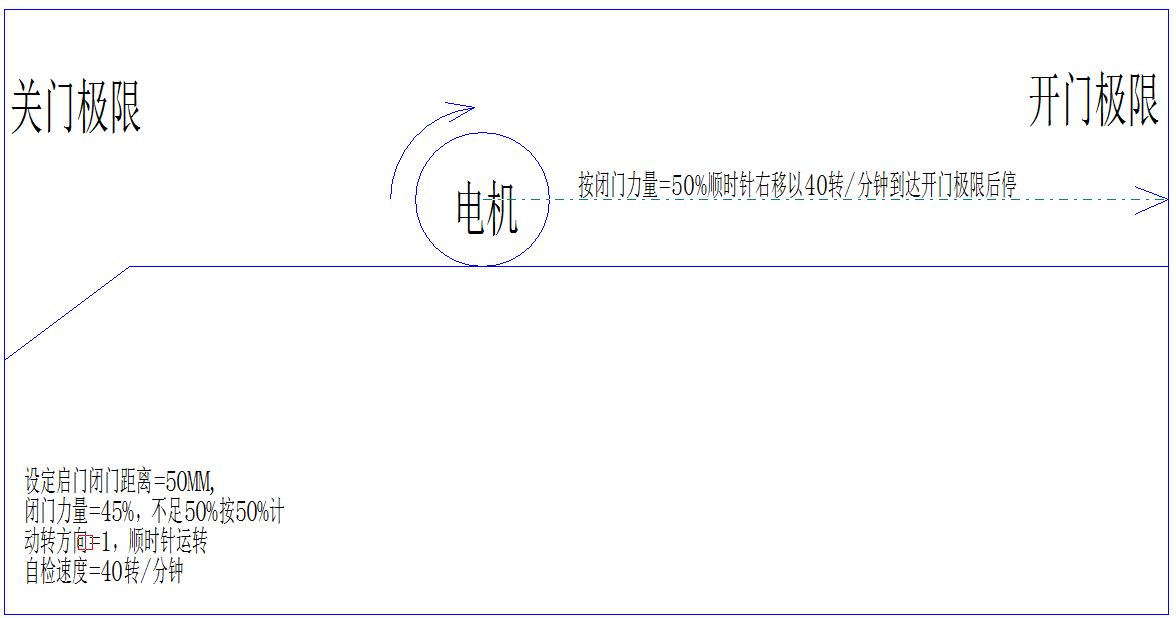 关门极限
开门极限
按闭门力量=50%顺时针右移以40转/分钟到达开门极限后停
电机
设定启门闭门距离=50MM,
闭门力量=45%，不足50%按50%计
动转方向=1，顺时针运转
自检速度=40转/分钟